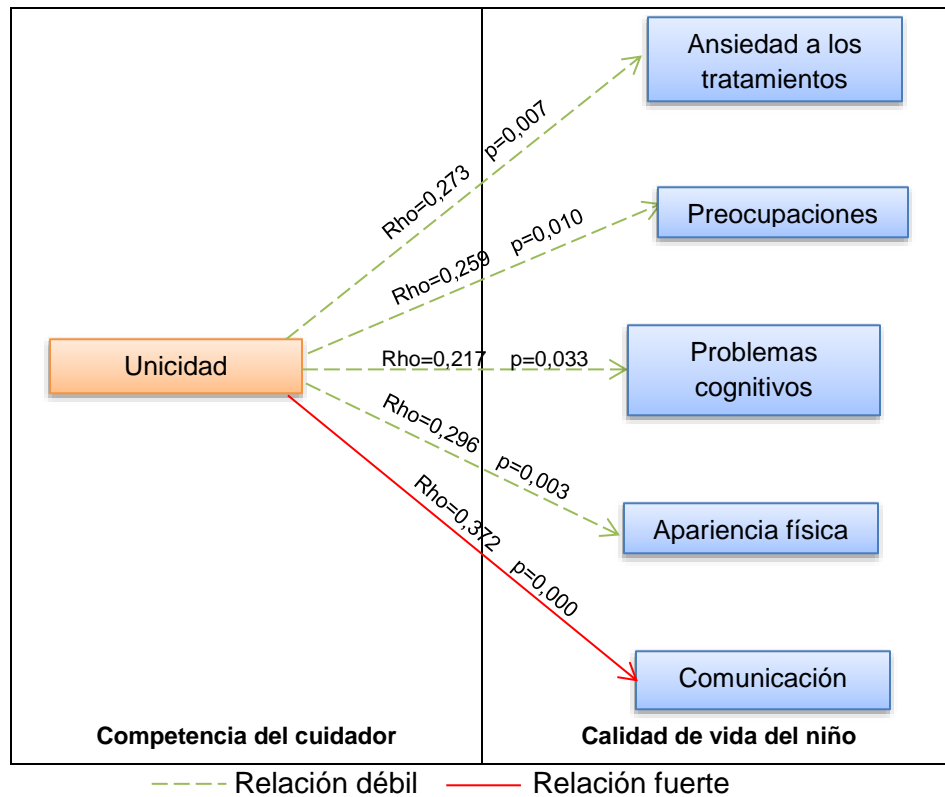 Ansiedad a los
tratamientos
Rho=0,273 p=0,007
Preocupaciones
Rho=0,259 p=0,010
Unicidad
Rho=0,217 p=0,033
Problemas
cognitivos
Rho=0,296 p=0,003
Apariencia física
Rho=0,372 p=0,000
Comunicación
Competencia del cuidador
Calidad de vida del niño
Relación débil
Relación fuerte